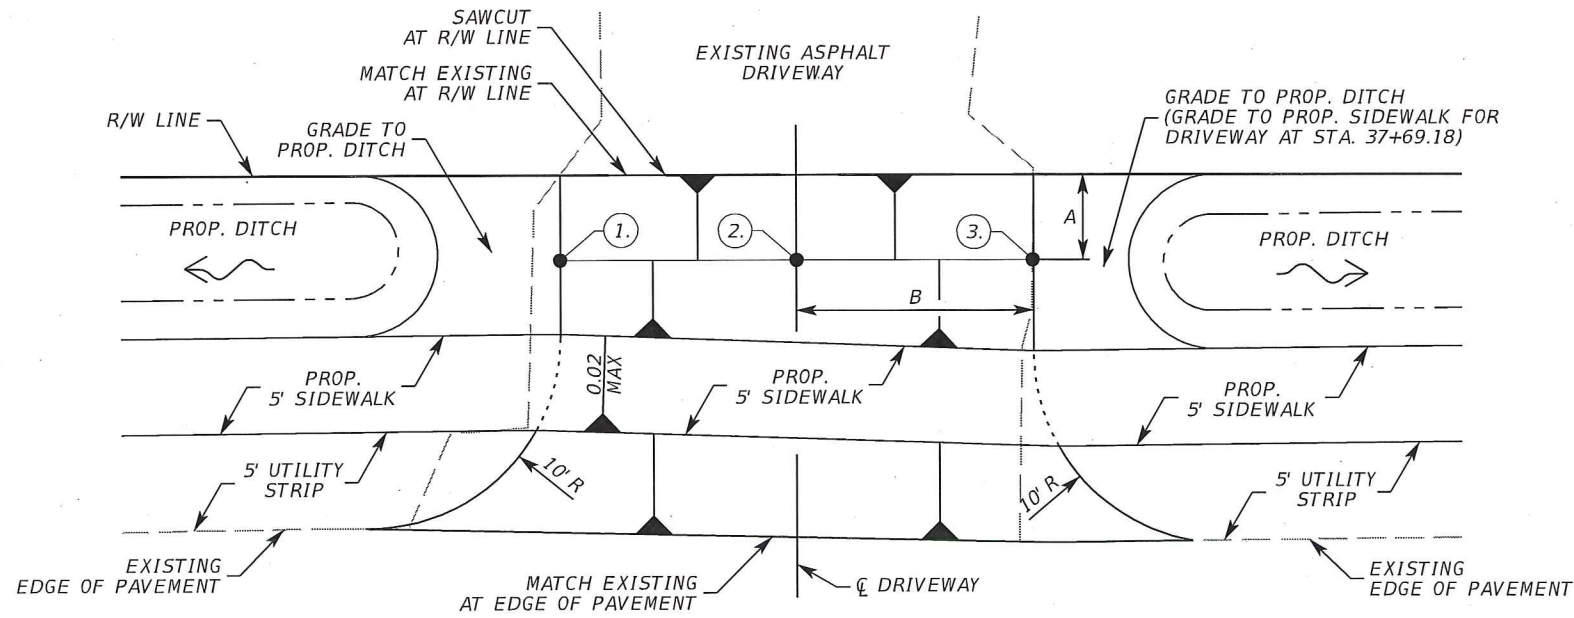 SAWCUT
AT R/W LINE
MATCH EXISTING
AT R/W LINE
EXISTING ASPHALT
DRIVEWAY
R/W LINE
GRADE TO
PROP. DITCH
GRADE TO PROP. DITCH
(GRADE TO PROP. SIDEWALK FOR
DRIVEWAY AT STA. 37+69.18)
PROP. DITCH
1.
2.
3.
A
PROP. DITCH
B
0.02
MAX
PROP.
5' SIDEWALK
PROP.
5' SIDEWALK
PROP.
5' SIDEWALK
5' UTILITY
STRIP
10' R
10' R
5' UTILITY
STRIP
EXISTING
EDGE OF PAVEMENT
MATCH EXISTING
AT EDGE OF PAVEMENT
℄ DRIVEWAY
EXISTING
EDGE OF PAVEMENT